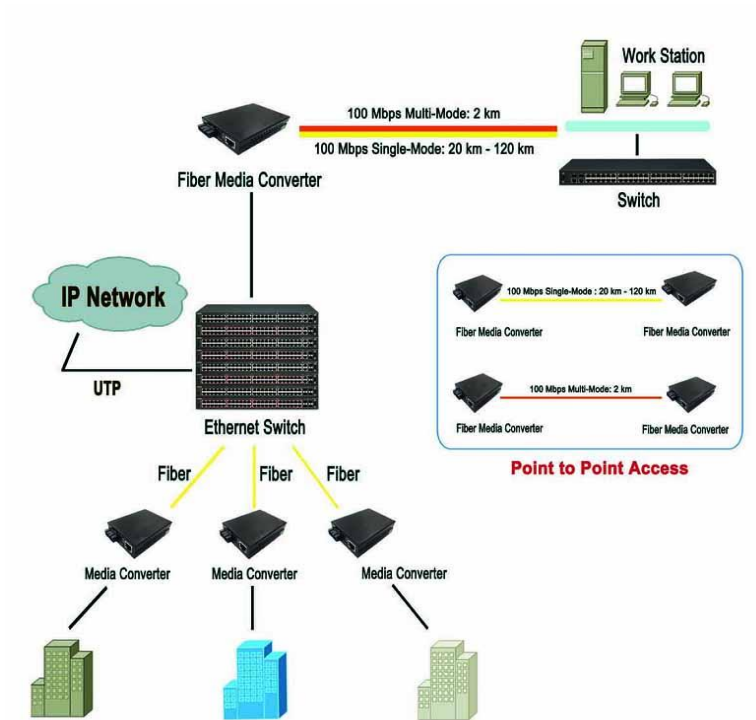 Work Station
100 Mbps Multi-Mode: 2 km
100 Mbps Single-Mode: 20 km - 120 km
Fiber Media Converter
Switch
IP Network
UTP
Ethernet Switch
100 Mbps Single-Mode : 20 km - 120 km
Fiber Media Converter
Fiber Media Converter
100 Mbps Multi-Mode: 2 km
Fiber Media Converter
Fiber Media Converter
Point to Point Access
Fiber
Fiber
Fiber
Media Converter
Media Converter
Media Converter